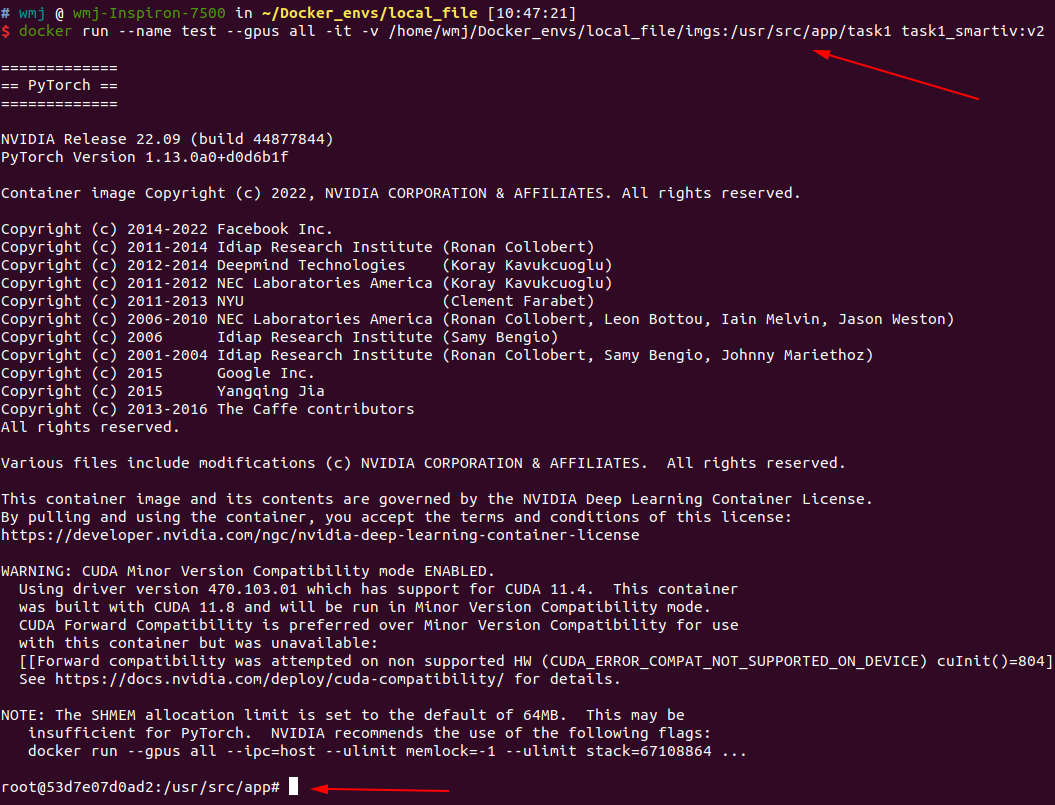 # wmj @ wmj-Inspiron-7500 in ~/Docker_envs/local_file [10:47:21]
$ docker run --name test --gpus all -it -v /home/wmj/Docker_envs/local_file/imgs:/usr/src/app/task1 task1_smartiv:v2
=============
== PyTorch ==
=============
NVIDIA Release 22.09 (build 44877844)
PyTorch Version 1.13.0a0+d0d6b1f
Container image Copyright (c) 2022, NVIDIA CORPORATION & AFFILIATES. All rights reserved.
Copyright (c) 2014-2022 Facebook Inc.
Copyright (c) 2011-2014 Idiap Research Institute (Ronan Collobert)
Copyright (c) 2012-2014 Deepmind Technologies    (Koray Kavukcuoglu)
Copyright (c) 2011-2012 NEC Laboratories America (Koray Kavukcuoglu)
Copyright (c) 2011-2013 NYU                      (Clement Farabet)
Copyright (c) 2006-2010 NEC Laboratories America (Ronan Collobert, Leon Bottou, Iain Melvin, Jason Weston)
Copyright (c) 2006      Idiap Research Institute (Samy Bengio)
Copyright (c) 2001-2004 Idiap Research Institute (Ronan Collobert, Samy Bengio, Johnny Mariethoz)
Copyright (c) 2015      Google Inc.
Copyright (c) 2015      Yangqing Jia
Copyright (c) 2013-2016 The Caffe contributors
All rights reserved.
Various files include modifications (c) NVIDIA CORPORATION & AFFILIATES.  All rights reserved.
This container image and its contents are governed by the NVIDIA Deep Learning Container License.
By pulling and using the container, you accept the terms and conditions of this license:
https://developer.nvidia.com/ngc/nvidia-deep-learning-container-license
WARNING: CUDA Minor Version Compatibility mode ENABLED.
  Using driver version 470.103.01 which has support for CUDA 11.4.  This container
  was built with CUDA 11.8 and will be run in Minor Version Compatibility mode.
  CUDA Forward Compatibility is preferred over Minor Version Compatibility for use
  with this container but was unavailable:
  [[Forward compatibility was attempted on non supported HW (CUDA_ERROR_COMPAT_NOT_SUPPORTED_ON_DEVICE) cuInit()=804]
  See https://docs.nvidia.com/deploy/cuda-compatibility/ for details.
NOTE: The SHMEM allocation limit is set to the default of 64MB.  This may be
   insufficient for PyTorch.  NVIDIA recommends the use of the following flags:
   docker run --gpus all --ipc=host --ulimit memlock=-1 --ulimit stack=67108864 ...
root@53d7e07d0ad2:/usr/src/app#